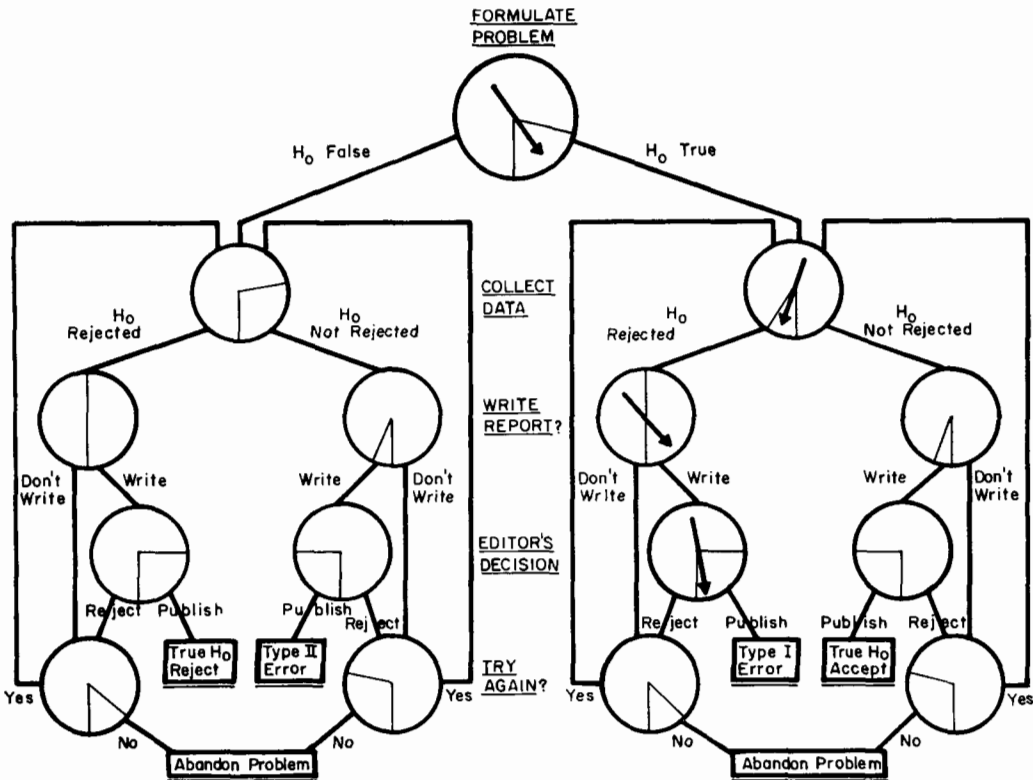 FORMULATE
PROBLEM
H₀ False
H₀ True
COLLECT
DATA
H₀
Rejected
H₀
Not Rejected
H₀
Rejected
H₀
Not Rejected
WRITE
REPORT?
Don't
Write
Write
Write
Don't
Write
Don't
Write
Write
Write
Don't
Write
EDITOR'S
DECISION
Reject
Publish
Publish
Reject
Reject
Publish
Publish
Reject
True H₀
Reject
Type II
Error
Type I
Error
True H₀
Accept
TRY
AGAIN?
Yes
Yes
Yes
Yes
No
No
No
No
Abandon Problem
Abandon Problem